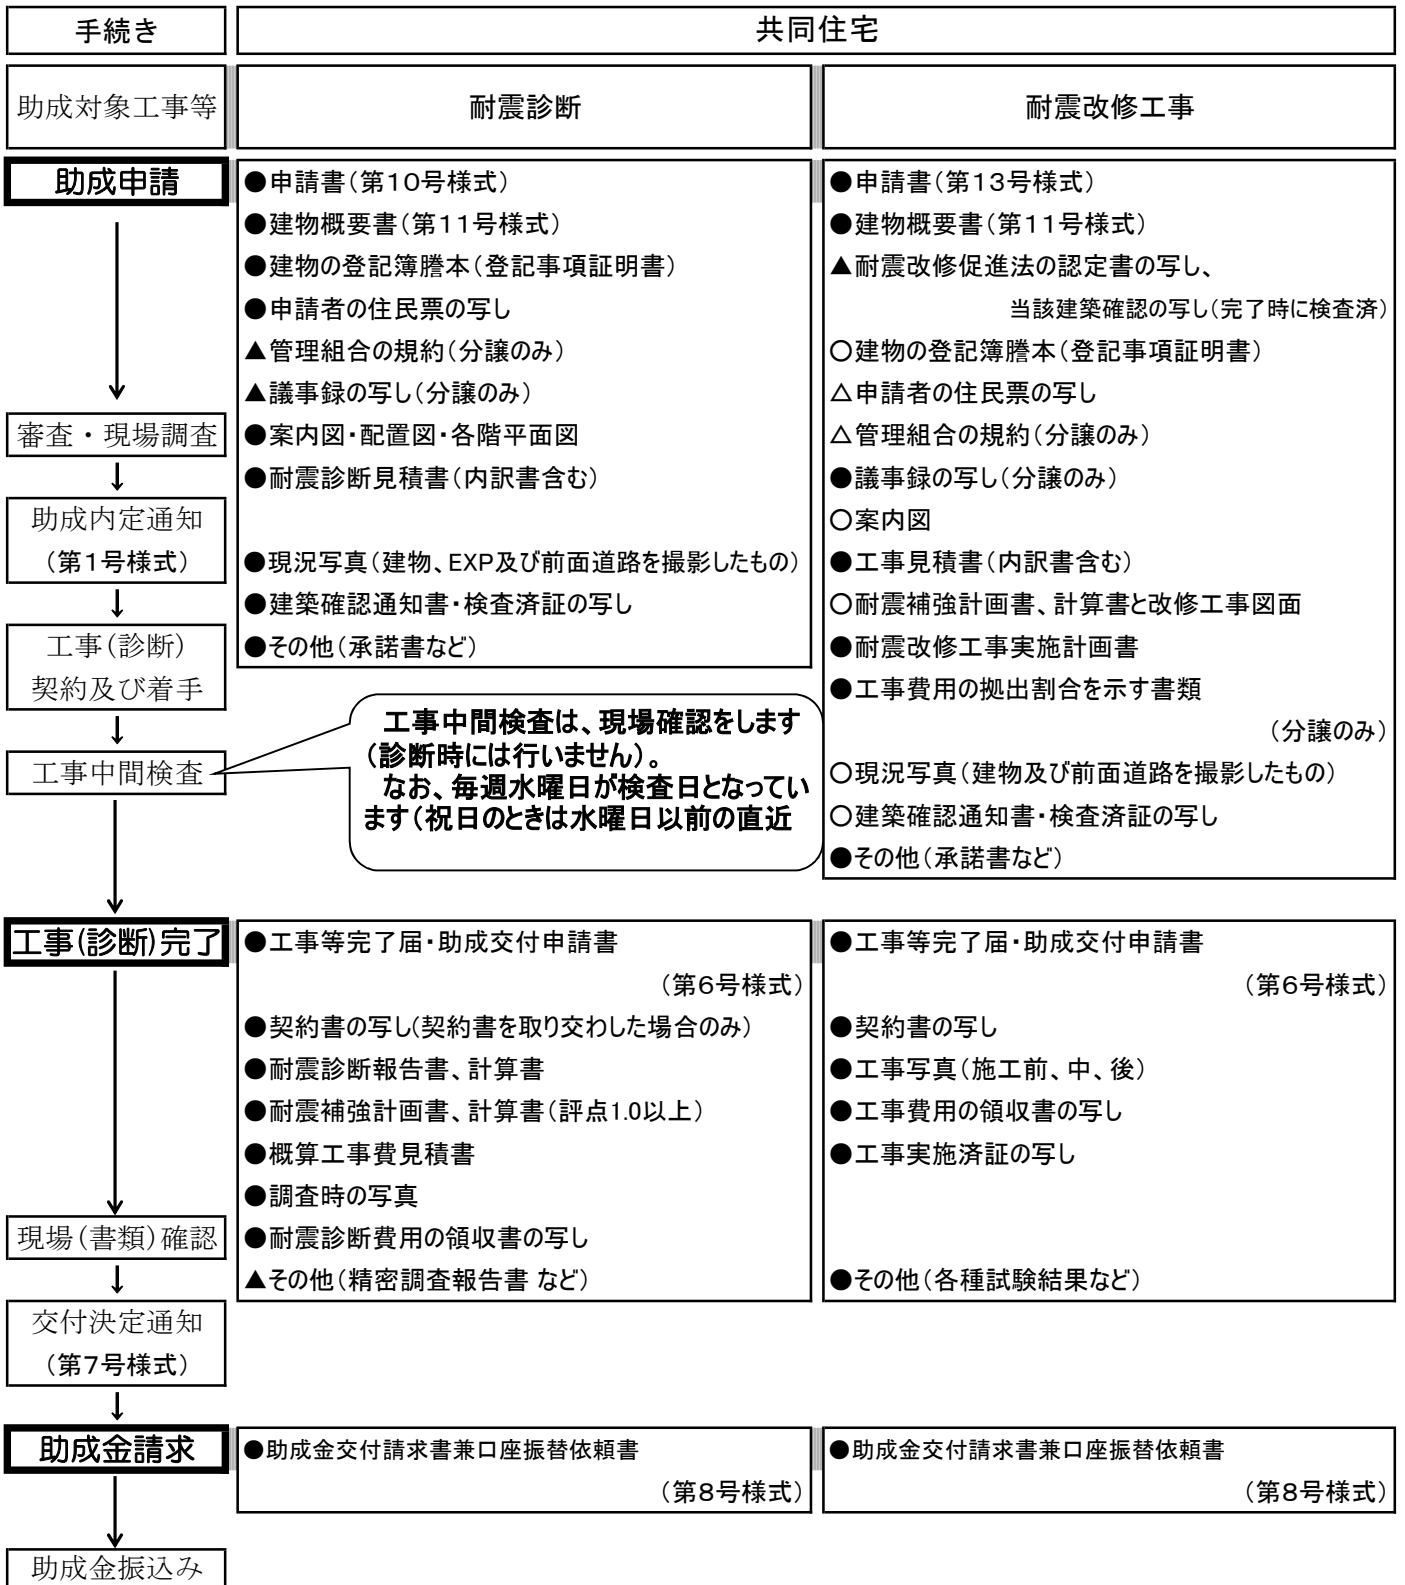 手続き
共同住宅
助成対象工事等
耐震診断
耐震改修工事
助成申請
審査・現場調査
助成内定通知
(第1号様式)
工事(診断)
契約及び着手
工事中間検査
●申請書(第10号様式)
●建物概要書(第11号様式)
●建物の登記簿謄本(登記事項証明書)
●申請者の住民票の写し
▲管理組合の規約(分譲のみ)
▲議事録の写し(分譲のみ)
●案内図・配置図・各階平面図
●耐震診断見積書(内訳書含む)
●現況写真(建物、EXP及び前面道路を撮影したもの)
●建築確認通知書・検査済証の写し
●その他(承諾書など)
工事中間検査は、現場確認をします
(診断時には行いません)。
なお、毎週水曜日が検査日となってい
ます(祝日のときは水曜日以前の直近
●申請書(第13号様式)
●建物概要書(第11号様式)
▲耐震改修促進法の認定書の写し、
当該建築確認の写し(完了時に検査済)
○建物の登記簿謄本(登記事項証明書)
△申請者の住民票の写し
△管理組合の規約(分譲のみ)
●議事録の写し(分譲のみ)
○案内図
●工事見積書(内訳書含む)
○耐震補強計画書、計算書と改修工事図面
●耐震改修工事実施計画書
●工事費用の拠出割合を示す書類
(分譲のみ)
○現況写真(建物及び前面道路を撮影したもの)
○建築確認通知書・検査済証の写し
●その他(承諾書など)
工事(診断)完了
現場(書類)確認
交付決定通知
(第7号様式)
●工事等完了届・助成交付申請書
(第6号様式)
●契約書の写し(契約書を取り交わした場合のみ)
●耐震診断報告書、計算書
●耐震補強計画書、計算書(評点1.0以上)
●概算工事費見積書
●調査時の写真
●耐震診断費用の領収書の写し
▲その他(精密調査報告書 など)
●工事等完了届・助成交付申請書
(第6号様式)
●契約書の写し
●工事写真(施工前、中、後)
●工事費用の領収書の写し
●工事実施済証の写し
●その他(各種試験結果など)
助成金請求
●助成金交付請求書兼口座振替依頼書
(第8号様式)
●助成金交付請求書兼口座振替依頼書
(第8号様式)
助成金振込み